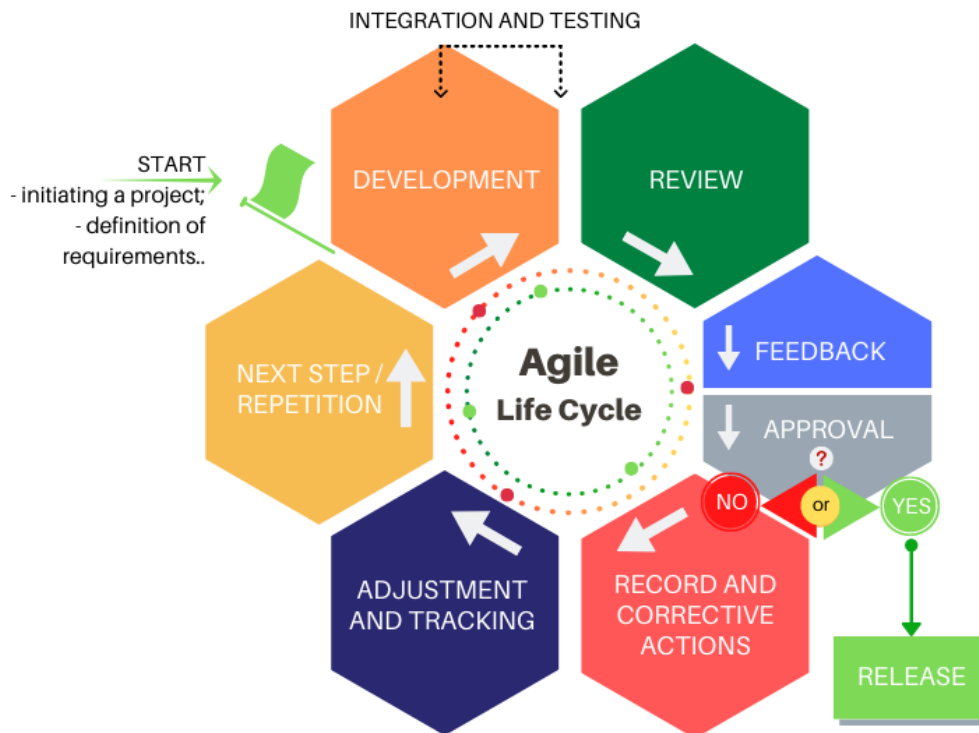 INTEGRATION AND TESTING
START
- initiating a project;
- definition of
requirements..
DEVELOPMENT
REVIEW
FEEDBACK
APPROVAL
?
NO
or
YES
RELEASE
RECORD AND
CORRECTIVE
ACTIONS
ADJUSTMENT
AND TRACKING
NEXT STEP /
REPETITION
Agile
Life Cycle